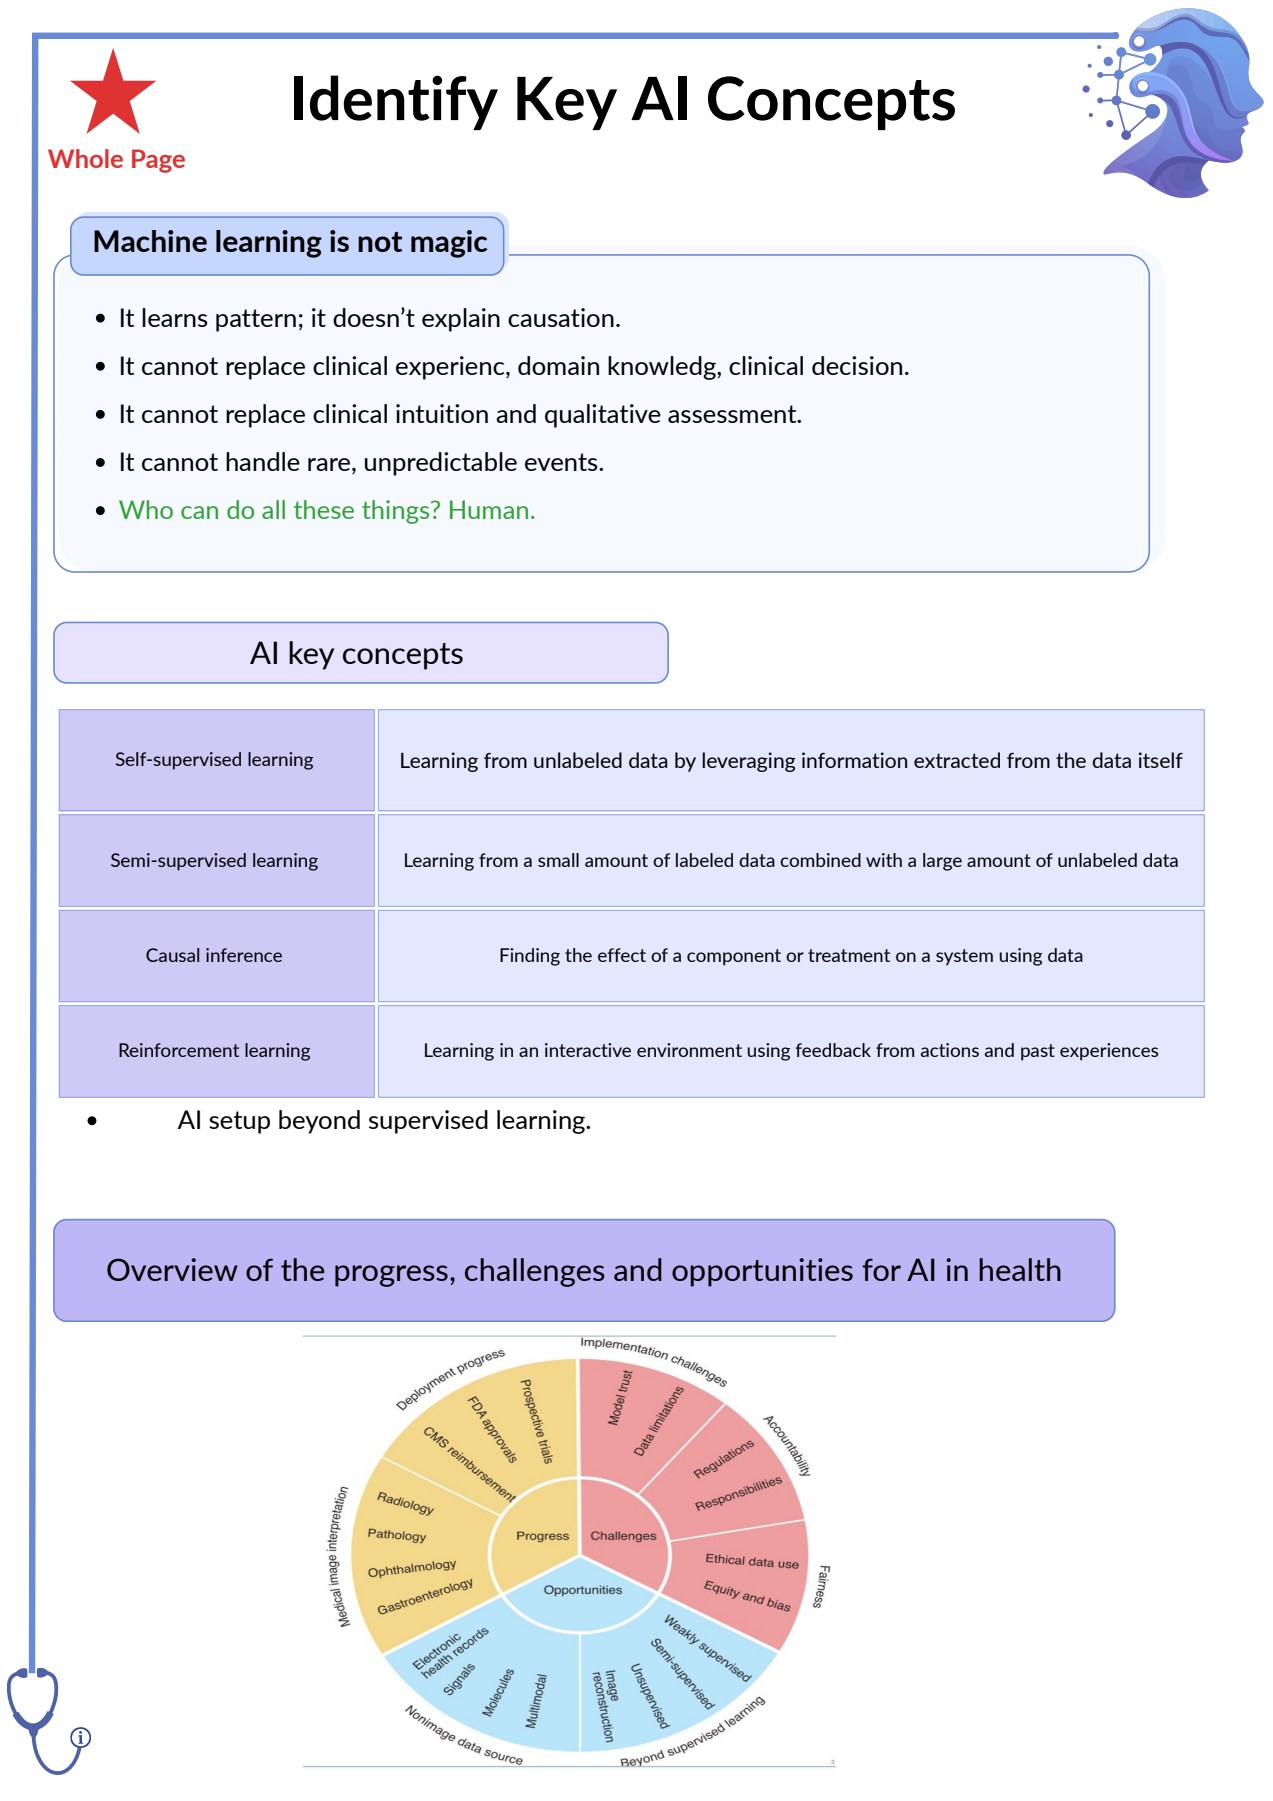 Identify Key AI Concepts
Whole Page
Machine learning is not magic
• It learns pattern; it doesn’t explain causation.
• It cannot replace clinical experienc, domain knowledg, clinical decision.
• It cannot replace clinical intuition and qualitative assessment.
• It cannot handle rare, unpredictable events.
• Who can do all these things? Human.
AI key concepts
Self-supervised learning
Learning from unlabeled data by leveraging information extracted from the data itself
Semi-supervised learning
Learning from a small amount of labeled data combined with a large amount of unlabeled data
Causal inference
Finding the effect of a component or treatment on a system using data
Reinforcement learning
Learning in an interactive environment using feedback from actions and past experiences
• AI setup beyond supervised learning.
Overview of the progress, challenges and opportunities for AI in health
Progress
Deployment progress
CMS reimbursement
FDA approvals
Prospective trials
Medical image interpretation
Radiology
Pathology
Ophthalmology
Gastroenterology
Challenges
Implementation challenges
Model trust
Data limitations
Accountability
Regulations
Responsibilities
Fairness
Ethical data use
Equity and bias
Opportunities
Nonimage data source
Electronic
health records
Signals
Molecules
Multimodal
Beyond supervised learning
Image
reconstruction
Unsupervised
Semi-supervised
Weakly supervised
3
i